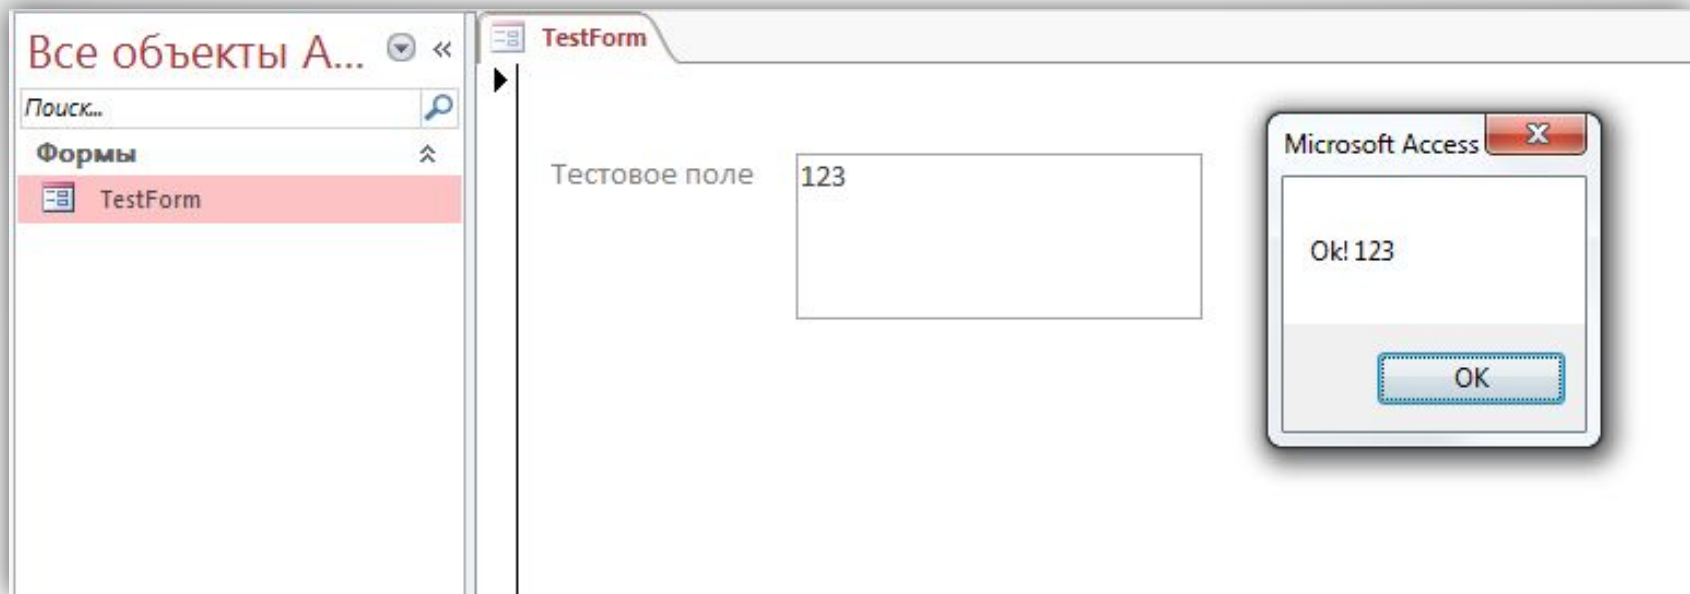 Все объекты A...
Поиск...
Формы
TestForm
TestForm
Тестовое поле
123
Microsoft Access
Ok! 123
OK